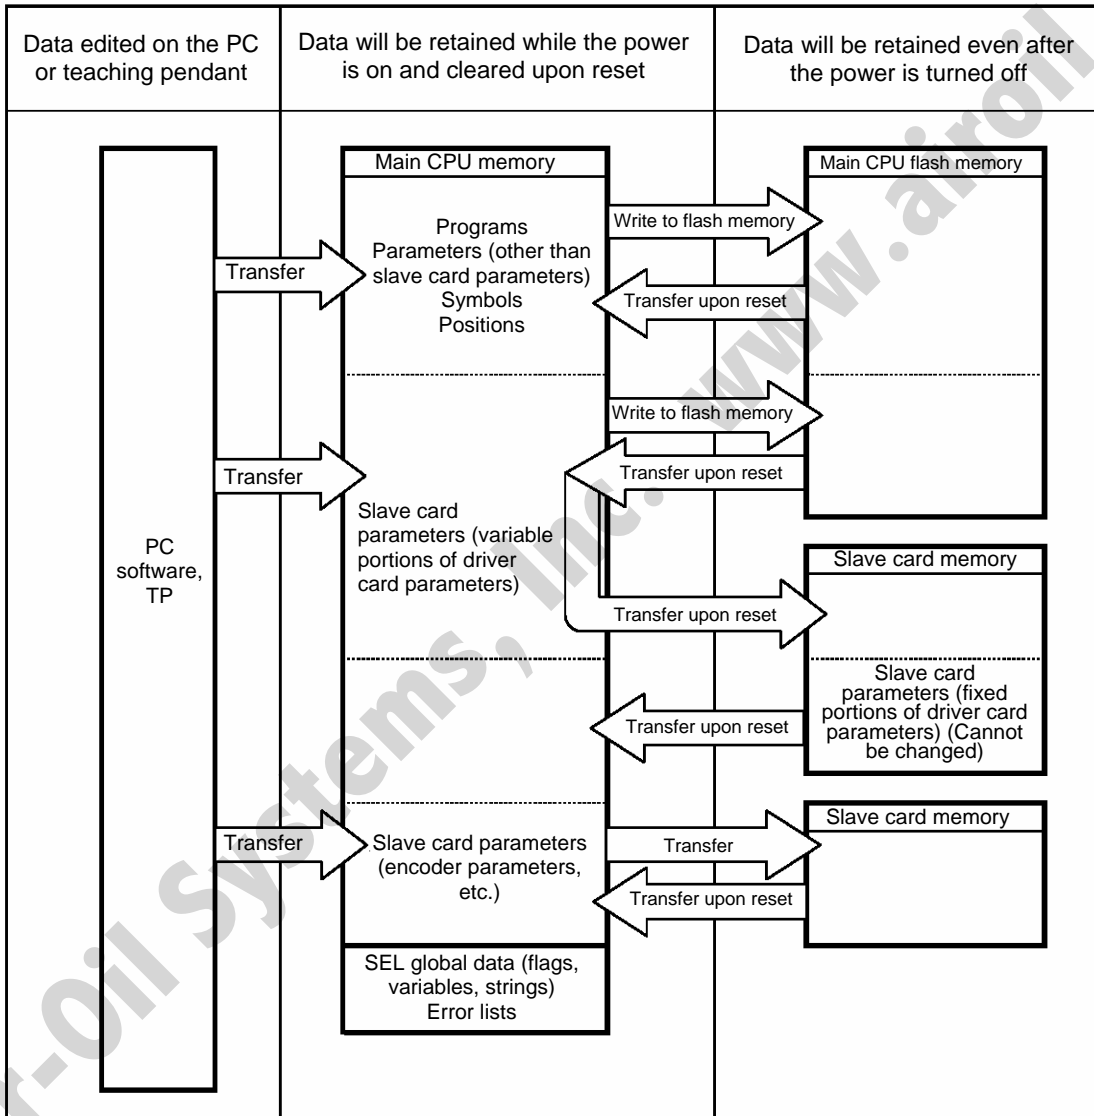 Data edited on the PC
or teaching pendant
Data will be retained while the power
is on and cleared upon reset
Data will be retained even after
the power is turned off
Main CPU memory
Main CPU flash memory
Programs
Parameters (other than
slave card parameters)
Symbols
Positions
Transfer
Write to flash memory
Transfer upon reset
Write to flash memory
Transfer upon reset
Transfer
Slave card
parameters (variable
portions of driver
card parameters)
PC
software,
TP
Slave card memory
Transfer upon reset
Slave card
parameters (fixed
portions of driver card
parameters) (Cannot
be changed)
Transfer upon reset
Slave card memory
Transfer
Slave card parameters
(encoder parameters,
etc.)
Transfer
Transfer upon reset
SEL global data (flags,
variables, strings)
Error lists
r-Oil Systems, Inc. www.airoil